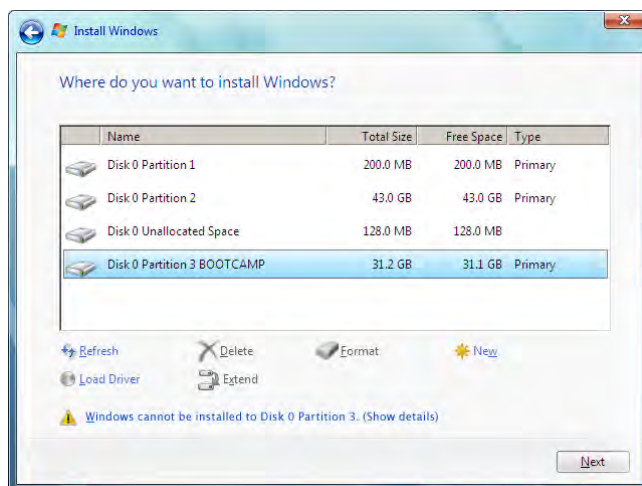 Install Windows
Where do you want to install Windows?
Name Total Size Free Space Type
Disk 0 Partition 1 200.0 MB 200.0 MB Primary
Disk 0 Partition 2 43.0 GB 43.0 GB Primary
Disk 0 Unallocated Space 128.0 MB 128.0 MB
Disk 0 Partition 3 BOOTCAMP 31.2 GB 31.1 GB Primary
Refresh Delete Format New
Load Driver Extend
Windows cannot be installed to Disk 0 Partition 3. (Show details)
Next